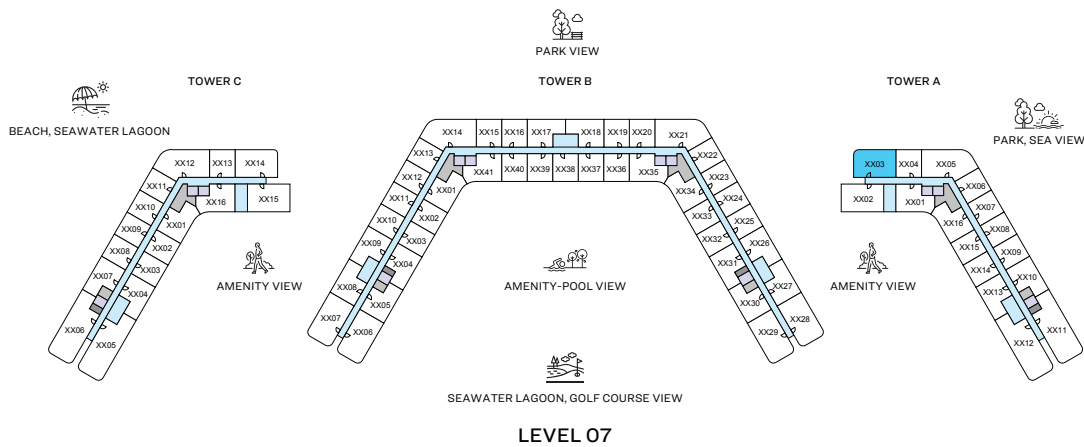 PARK VIEW
TOWER C
TOWER B
TOWER A
BEACH, SEAWATER LAGOON
PARK, SEA VIEW
XX12
XX13
XX14
XX11
XX10
XX09
XX08
XX07
XX06
XX05
XX04
XX03
XX02
XX01
XX16
XX15
AMENITY VIEW
XX14
XX15
XX16
XX17
XX18
XX19
XX20
XX21
XX13
XX12
XX11
XX10
XX09
XX08
XX07
XX06
XX05
XX04
XX03
XX02
XX01
XX41
XX40
XX39
XX38
XX37
XX36
XX35
XX34
XX33
XX32
XX31
XX30
XX29
XX28
XX27
XX26
XX25
XX24
XX23
XX22
AMENITY-POOL VIEW
XX03
XX04
XX05
XX02
XX01
XX16
XX06
XX07
XX08
XX09
XX10
XX11
XX12
XX13
XX14
XX15
AMENITY VIEW
SEAWATER LAGOON, GOLF COURSE VIEW
LEVEL 07